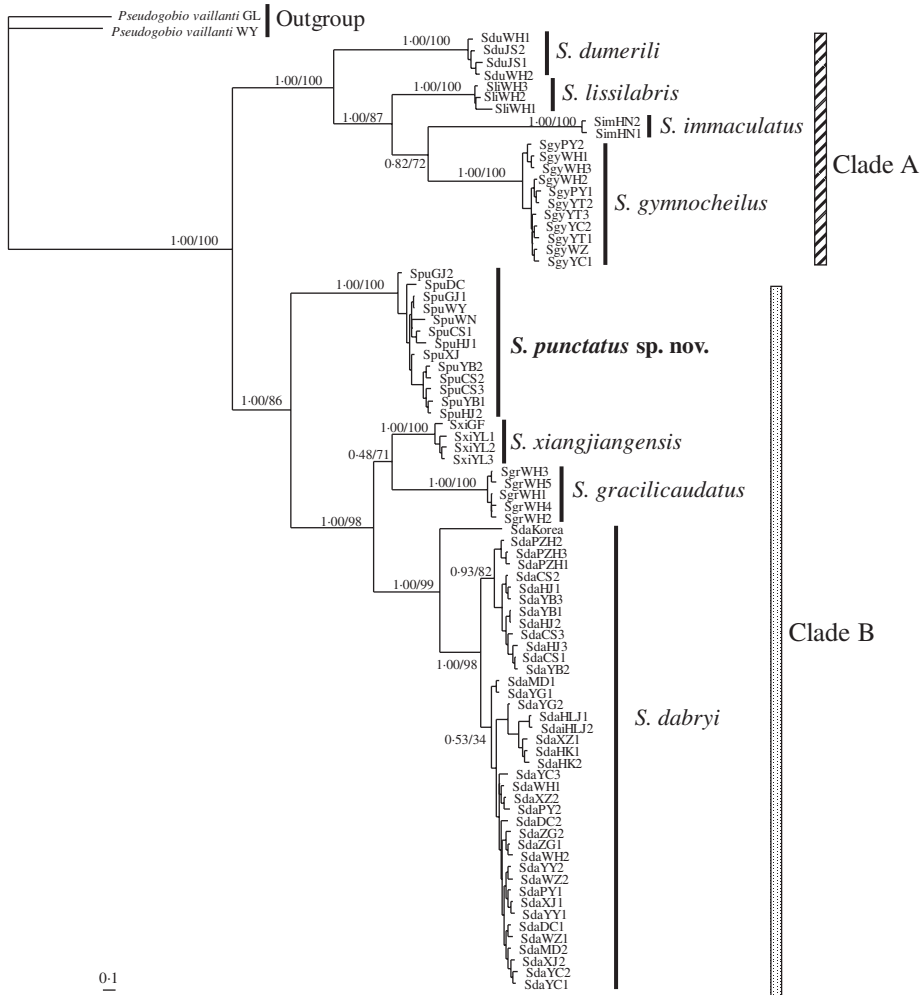 Pseudogobio vaillanti GL
Pseudogobio vaillanti WY
Outgroup
1·00/100
SduWH1
SduJS2
SduJS1
SduWH2
S. dumerili
1·00/100
SliWH3
SliWH2
SliWH1
S. lissilabris
1·00/87
1·00/100
SimHN2
SimHN1
S. immaculatus
0·82/72
1·00/100
SgyPY2
SgyWH1
SgyWH3
SgyWH2
SgyPY1
SgyYT2
SgyYT3
SgyYC2
SgyYT1
SgyWZ
SgyYC1
S. gymnocheilus
Clade A
1·00/100
1·00/100
SpuGJ2
SpuDC
SpuGJ1
SpuWY
SpuWN
SpuCS1
SpuHJ1
SpuXJ
SpuYB2
SpuCS2
SpuCS3
SpuYB1
SpuHJ2
S. punctatus sp. nov.
1·00/86
1·00/100
SxiGF
SxiYL1
SxiYL2
SxiYL3
S. xiangjiangensis
0·48/71
1·00/100
SgrWH3
SgrWH5
SgrWH1
SgrWH4
SgrWH2
S. gracilicaudatus
1·00/98
SdaKorea
SdaPZH2
SdaPZH3
SdaPZH1
0·93/82
SdaCS2
SdaHJ1
SdaYB3
SdaYB1
SdaHJ2
SdaCS3
SdaHJ3
SdaCS1
SdaYB2
1·00/99
1·00/98
SdaMD1
SdaYG1
SdaYG2
SdaHLJ1
SdaiHLJ2
SdaXZ1
SdaHK1
SdaHK2
0·53/34
SdaYC3
SdaWH1
SdaXZ2
SdaPY2
SdaDC2
SdaZG2
SdaZG1
SdaWH2
SdaYY2
SdaWZ2
SdaPY1
SdaXJ1
SdaYY1
SdaDC1
SdaWZ1
SdaMD2
SdaXJ2
SdaYC2
SdaYC1
S. dabryi
Clade B
0·1